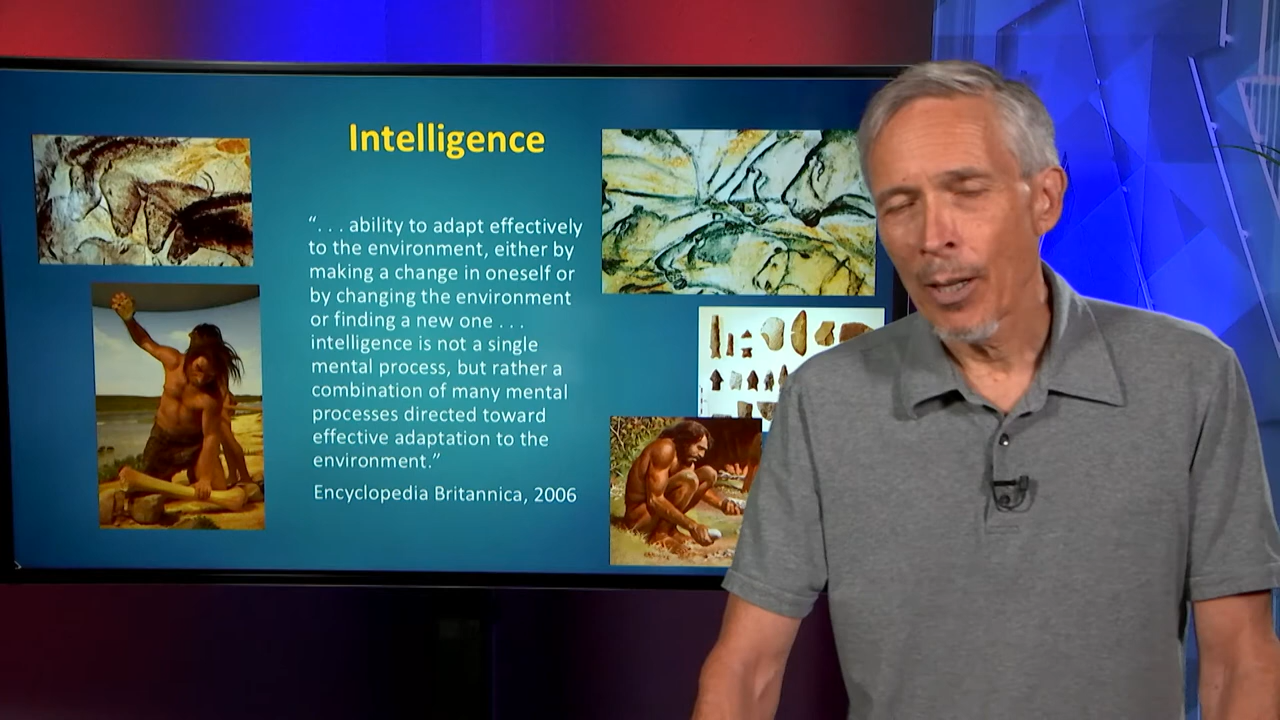 Intelligence
“. . . ability to adapt effectively
to the environment, either by
making a change in oneself or
by changing the environment
or finding a new one . . .
intelligence is not a single
mental process, but rather a
combination of many mental
processes directed toward
effective adaptation to the
environment.”
Encyclopedia Britannica, 2006